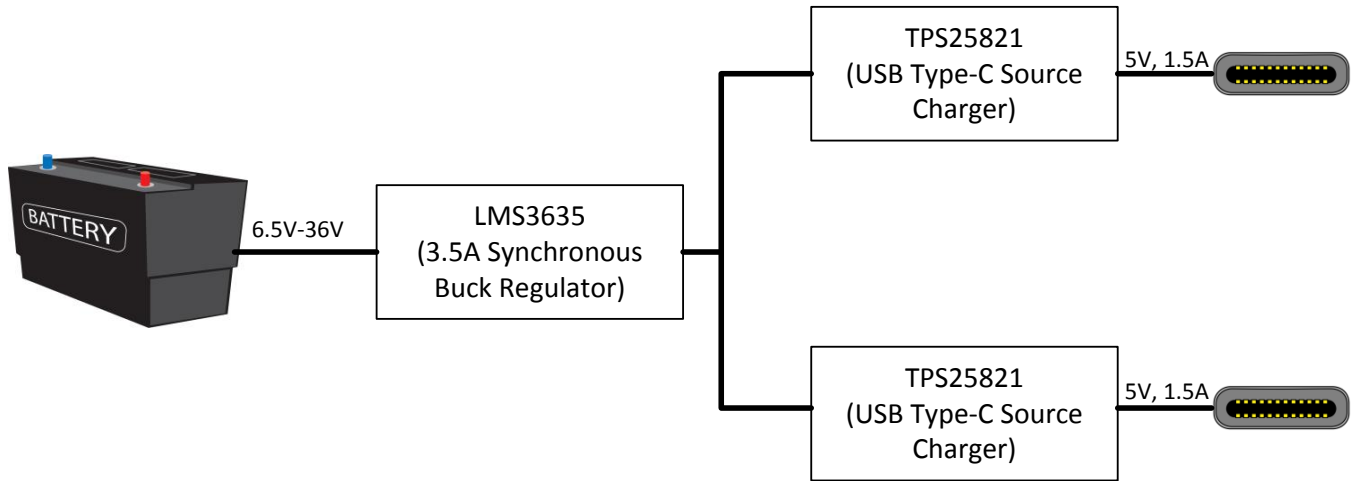 BATTERY
6.5V-36V
LMS3635
(3.5A Synchronous
Buck Regulator)
TPS25821
(USB Type-C Source
Charger)
5V, 1.5A
TPS25821
(USB Type-C Source
Charger)
5V, 1.5A